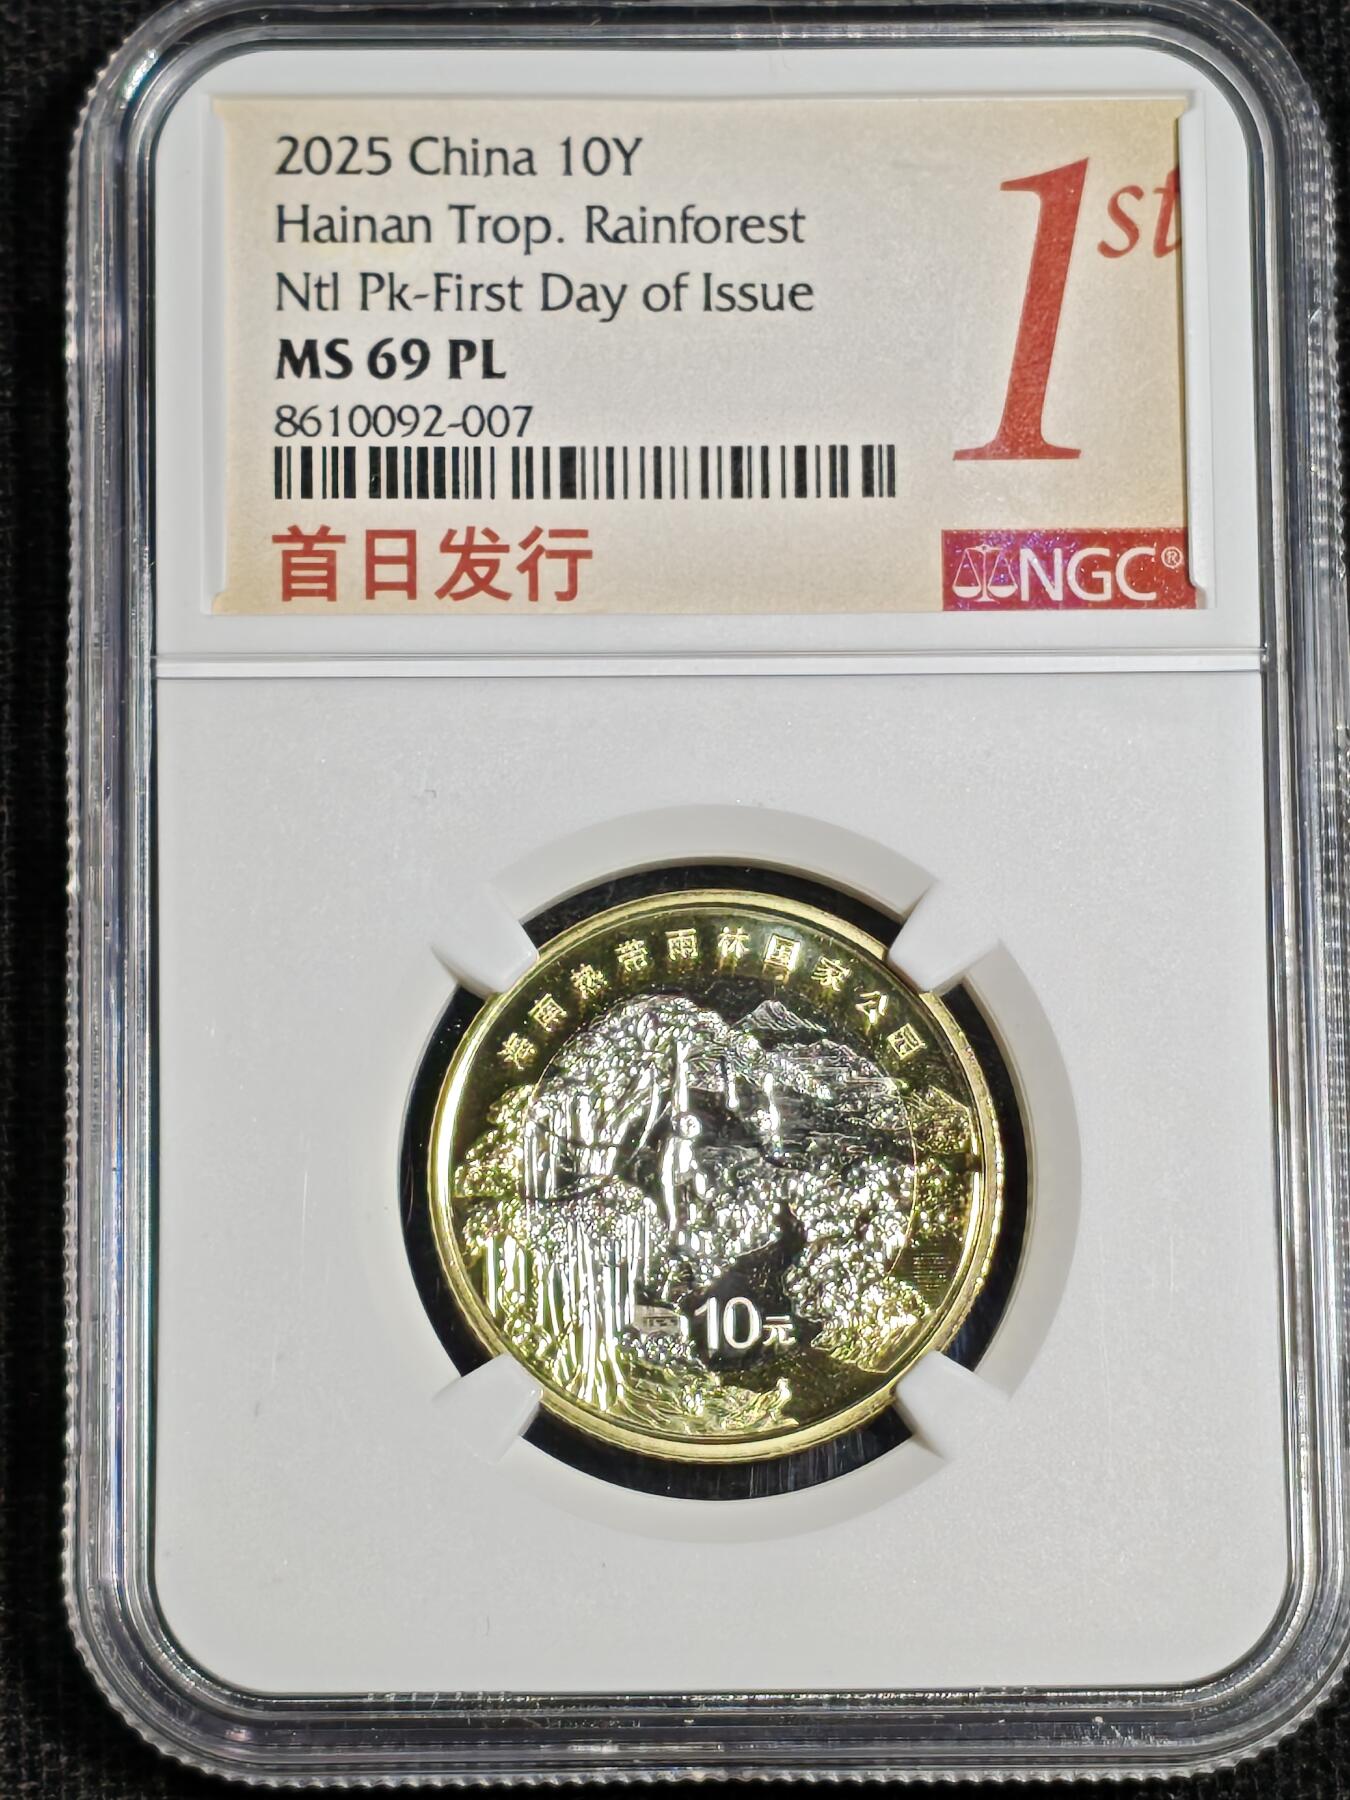 2025 China 10Y
Hainan Trop. Rainforest
Ntl Pk-First Day of Issue
MS 69 PL
8610092-007
首日发行
1st
NGC®
海南热带雨林国家公园
10元